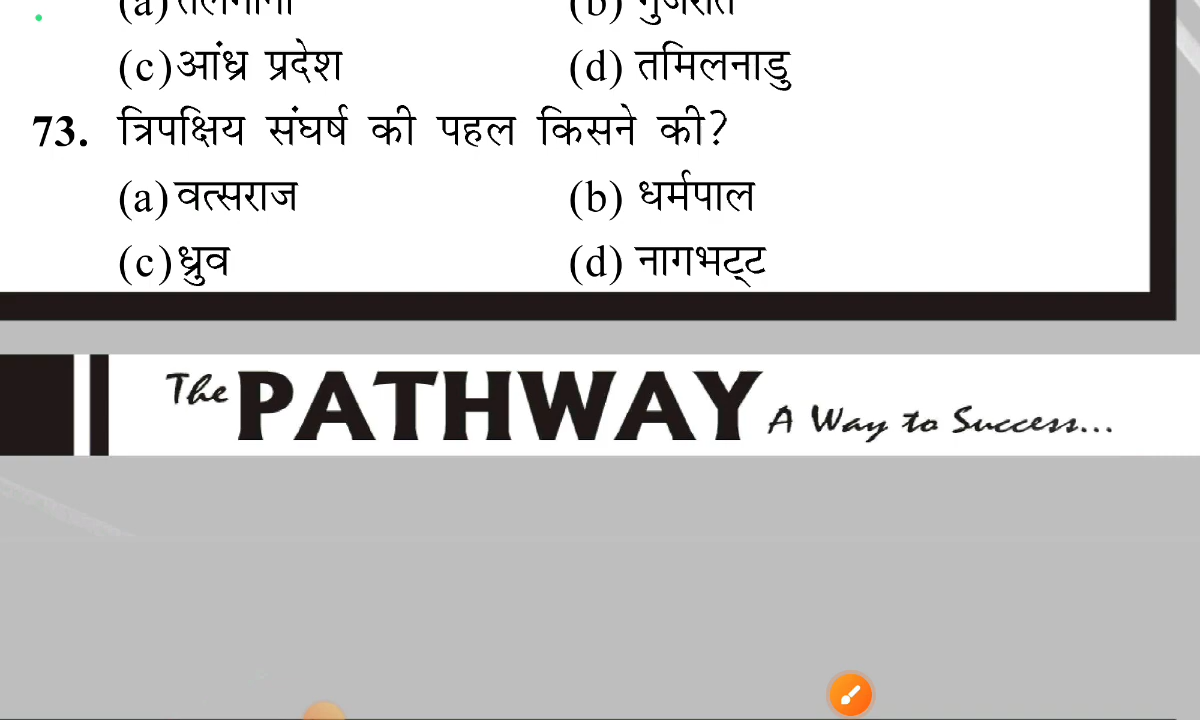 (c) आंध्र प्रदेश (d) तमिलनाडु
73. त्रिपक्षिय संघर्ष की पहल किसने की?
(a) वत्सराज (b) धर्मपाल
(c) ध्रुव (d) नागभट्ट
The PATHWAY A Way to Success...